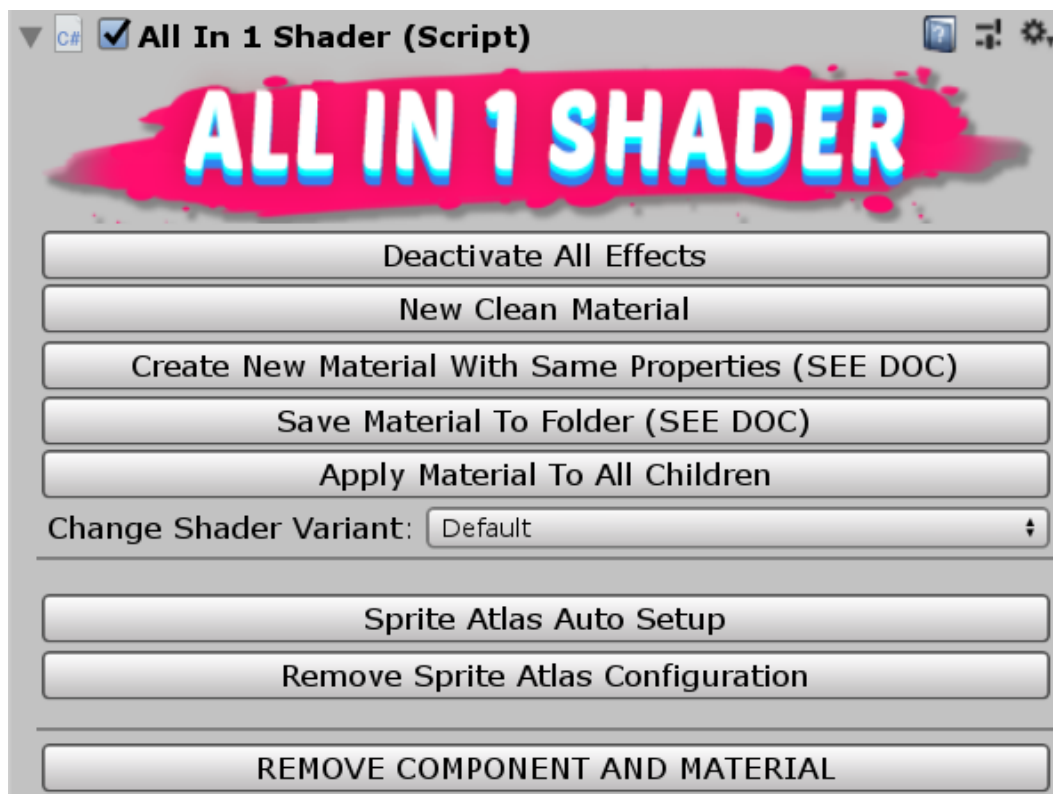 C# All In 1 Shader (Script)
ALL IN 1 SHADER
Deactivate All Effects
New Clean Material
Create New Material With Same Properties (SEE DOC)
Save Material To Folder (SEE DOC)
Apply Material To All Children
Change Shader Variant: Default
Sprite Atlas Auto Setup
Remove Sprite Atlas Configuration
REMOVE COMPONENT AND MATERIAL